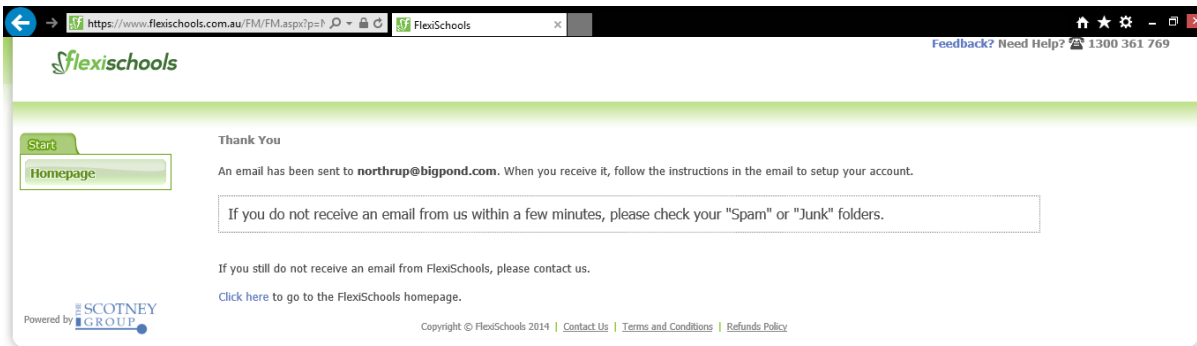 https://www.flexischools.com.au/FM/FM.aspx?p=
FlexiSchools
flexischools
Feedback? Need Help? ☎ 1300 361 769
Start
Homepage
Thank You
An email has been sent to northrup@bigpond.com. When you receive it, follow the instructions in the email to setup your account.
If you do not receive an email from us within a few minutes, please check your "Spam" or "Junk" folders.
If you still do not receive an email from FlexiSchools, please contact us.
Click here to go to the FlexiSchools homepage.
Powered by THE SCOTNEY GROUP
Copyright © FlexiSchools 2014 | Contact Us | Terms and Conditions | Refunds Policy